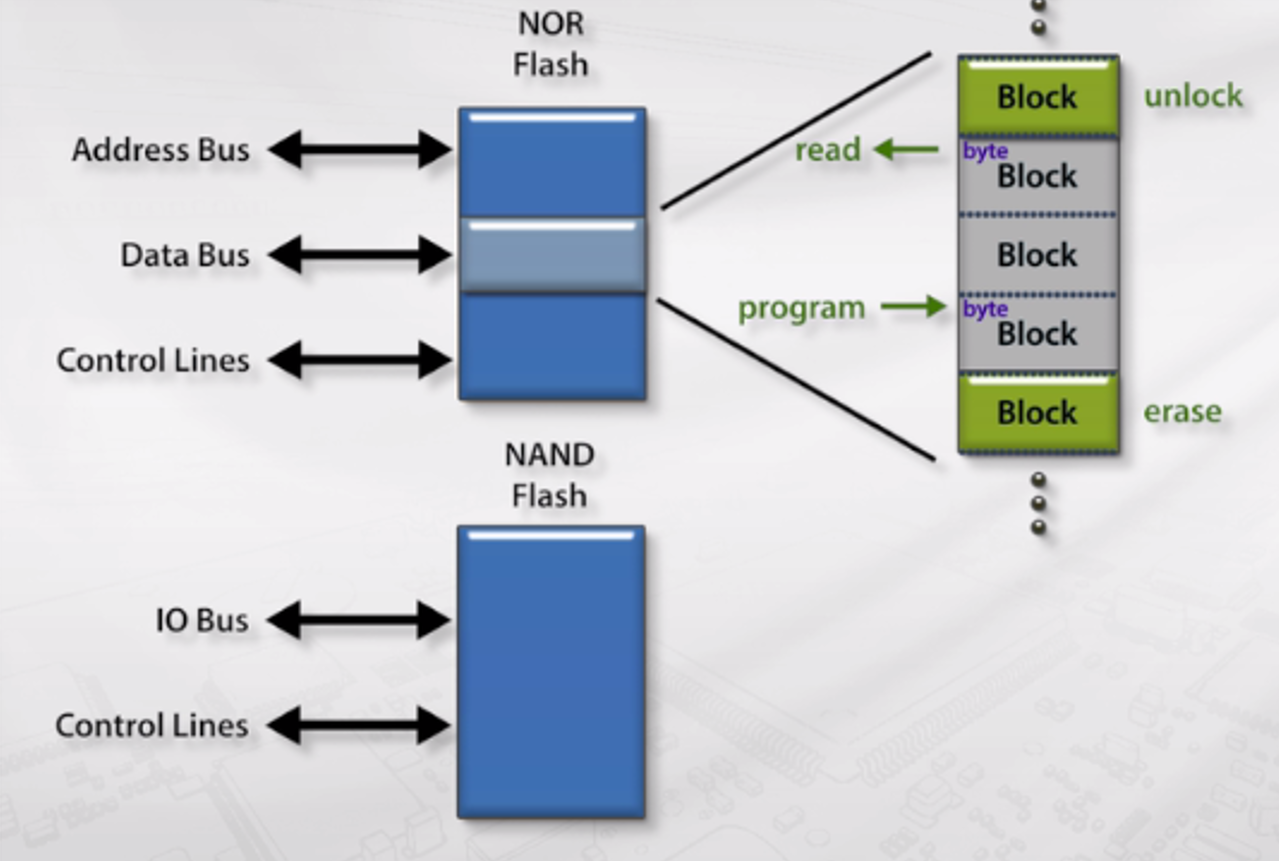 NOR
Flash
Address Bus
Data Bus
Control Lines
read
program
Block
unlock
byte
Block
Block
byte
Block
Block
erase
NAND
Flash
IO Bus
Control Lines